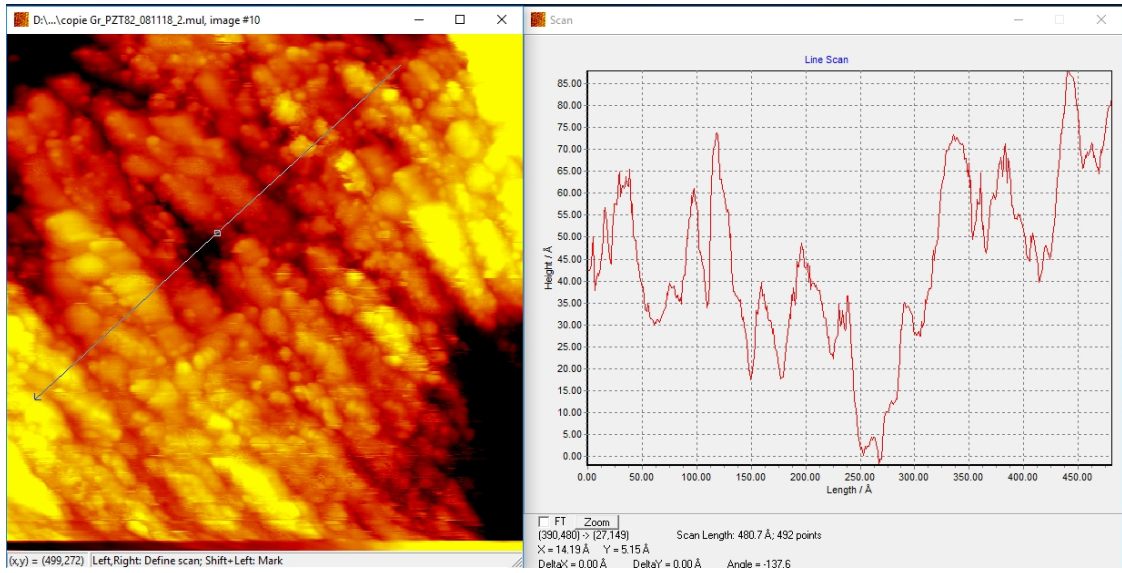 D:\...\copie Gr_PZT82_081118_2.mul, image #10
(x,y) = (499,272) Left,Right: Define scan; Shift+Left: Mark
Scan
Line Scan
Height / Å
85.00
80.00
75.00
70.00
65.00
60.00
55.00
50.00
45.00
40.00
35.00
30.00
25.00
20.00
15.00
10.00
5.00
0.00
0.00 50.00 100.00 150.00 200.00 250.00 300.00 350.00 400.00 450.00
Length / Å
FT Zoom
(390,480) -> (27,149) Scan Length: 480.7 Å; 492 points
X = 14.19 Å Y = 5.15 Å
DeltaX = 0.00 Å DeltaY = 0.00 Å Angle = -137.6